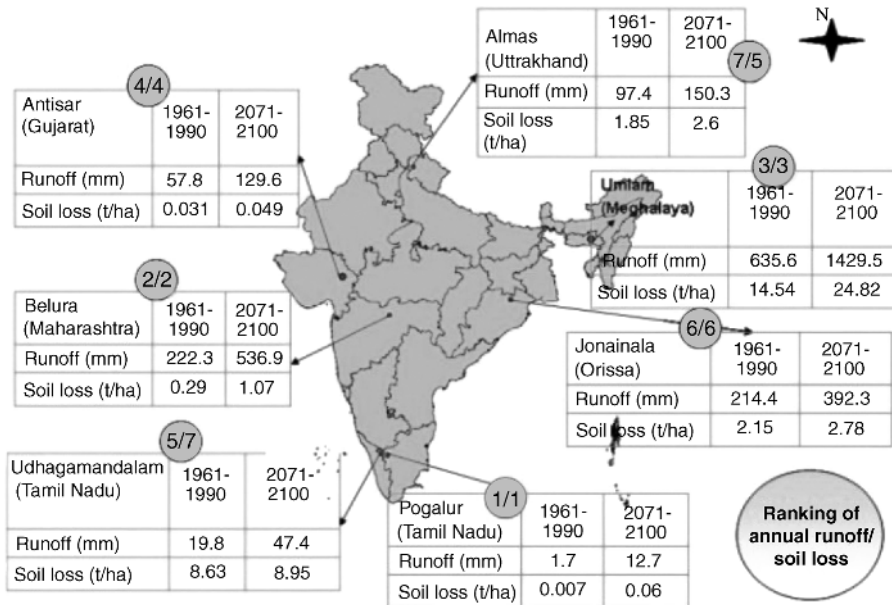 N
7/5
Almas
(Uttrakhand)
1961-
1990
2071-
2100
Runoff (mm) 97.4 150.3
Soil loss
(t/ha)
1.85 2.6
4/4
Antisar
(Gujarat)
1961-
1990
2071-
2100
Runoff (mm) 57.8 129.6
Soil loss (t/ha) 0.031 0.049
3/3
Umiam
(Meghalaya)
1961-
1990
2071-
2100
Runoff (mm) 635.6 1429.5
Soil loss (t/ha) 14.54 24.82
2/2
Belura
(Maharashtra)
1961-
1990
2071-
2100
Runoff (mm) 222.3 536.9
Soil loss (t/ha) 0.29 1.07
6/6
Jonainala
(Orissa)
1961-
1990
2071-
2100
Runoff (mm) 214.4 392.3
Soil loss (t/ha) 2.15 2.78
5/7
Udhagamandalam
(Tamil Nadu)
1961-
1990
2071-
2100
Runoff (mm) 19.8 47.4
Soil loss (t/ha) 8.63 8.95
1/1
Pogalur
(Tamil Nadu)
1961-
1990
2071-
2100
Runoff (mm) 1.7 12.7
Soil loss (t/ha) 0.007 0.06
Ranking of
annual runoff/
soil loss